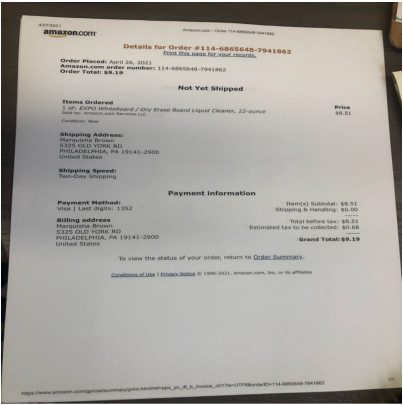 4/27/2021
Amazon.com - Order 114-6865648-7941862
amazon.com
Details for Order #114-6865648-7941862
Print this page for your records.
Order Placed: April 26, 2021
Amazon.com order number: 114-6865648-7941862
Order Total: $9.19
Not Yet Shipped
Items Ordered Price
1 of: EXPO Whiteboard / Dry Erase Board Liquid Cleaner, 22-ounce $8.51
Sold by: Amazon.com Services LLC
Condition: New
Shipping Address:
Marquisha Brown
5325 OLD YORK RD
PHILADELPHIA, PA 19141-2900
United States
Shipping Speed:
Two-Day Shipping
Payment information
Payment Method:
Visa | Last digits: 1352
Billing address
Marquisha Brown
5325 OLD YORK RD
PHILADELPHIA, PA 19141-2900
United States
Item(s) Subtotal: $8.51
Shipping & Handling: $0.00
-----
Total before tax: $8.51
Estimated tax to be collected: $0.68
-----
Grand Total: $9.19
To view the status of your order, return to Order Summary.
Conditions of Use | Privacy Notice © 1996-2021, Amazon.com, Inc. or its affiliates